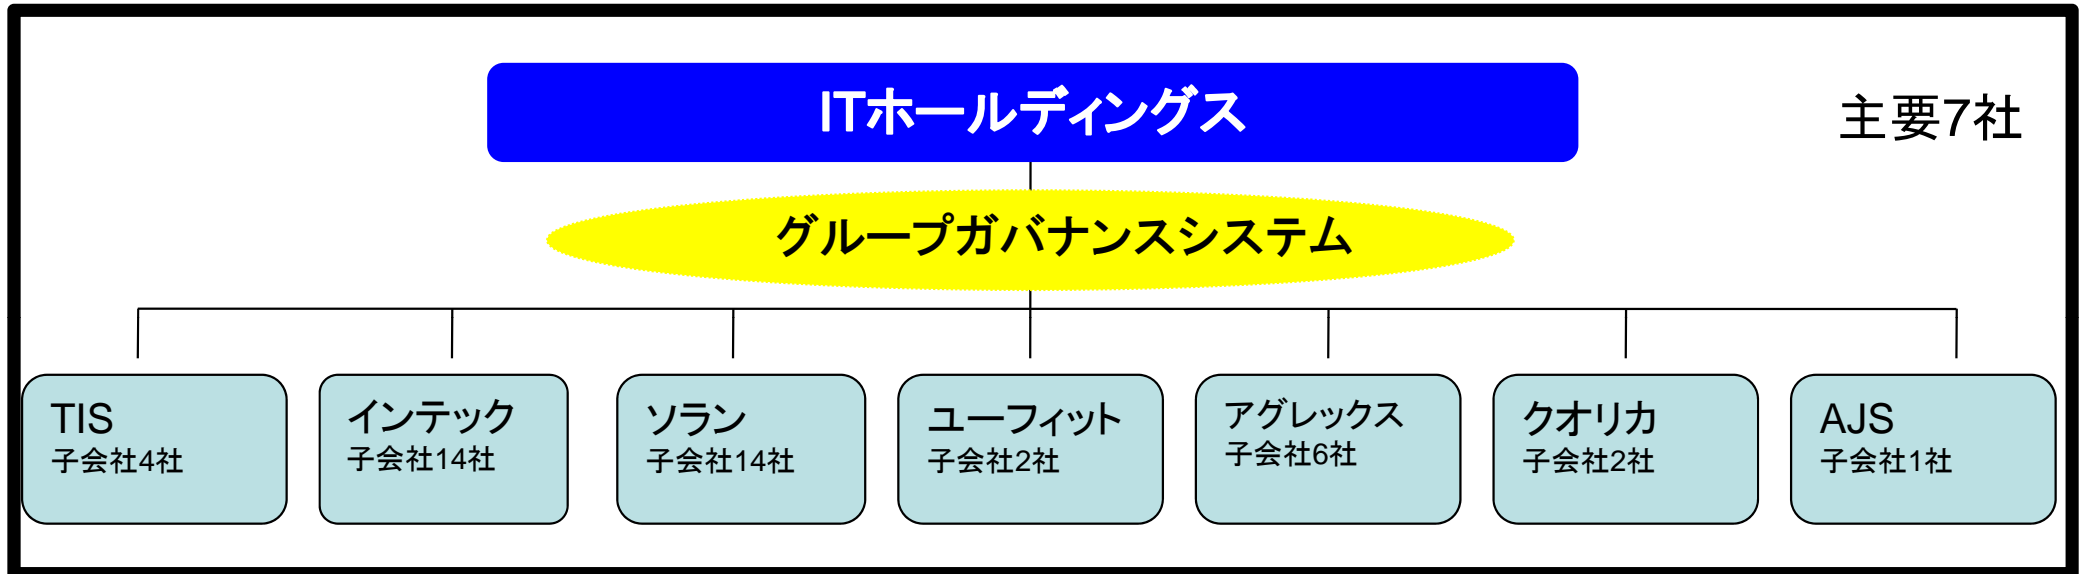 ITホールディングス
主要7社
グループガバナンスシステム
TIS
子会社4社
インテック
子会社14社
ソラン
子会社14社
ユーフィット
子会社2社
アグレックス
子会社6社
クオリカ
子会社2社
AJS
子会社1社